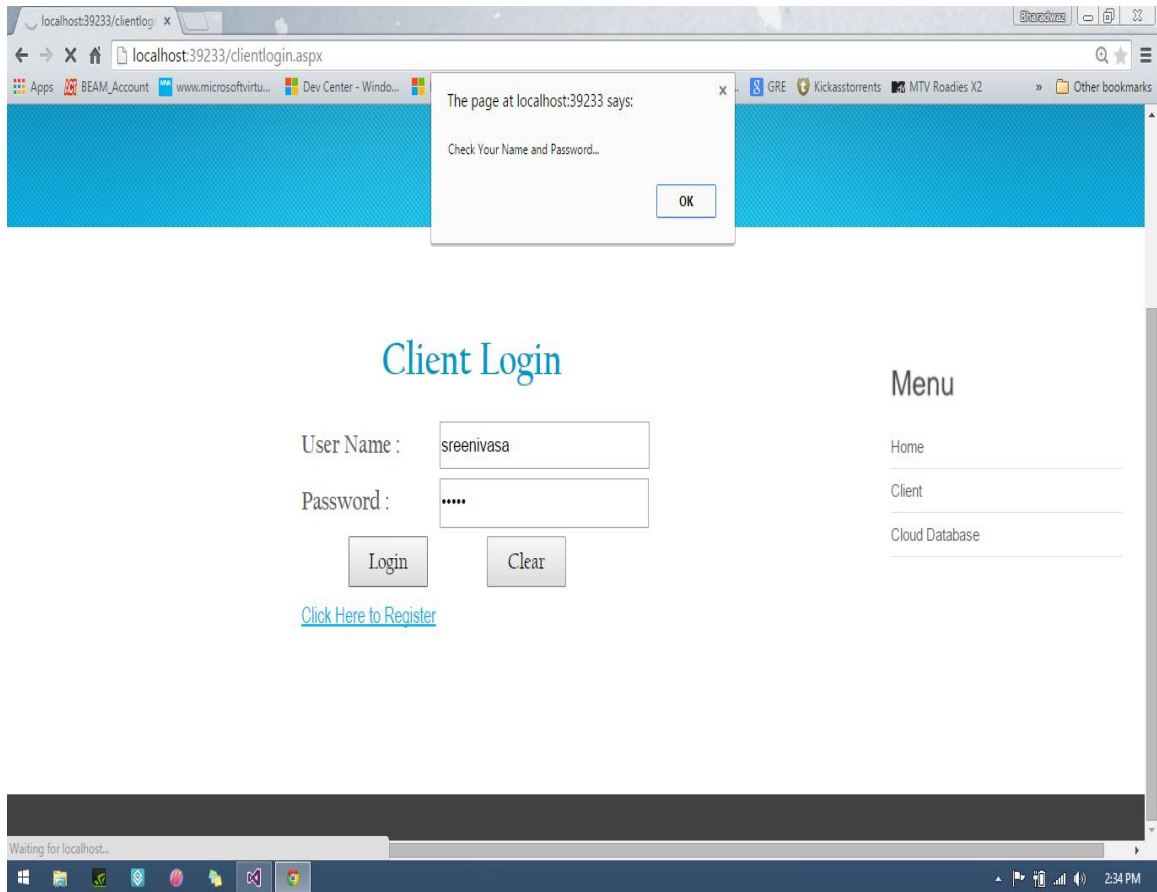 localhost:39233/clientlog
Bharadwaz
localhost:39233/clientlogin.aspx
Apps
BEAM_Account
www.microsoftvirtu...
Dev Center - Windo...
GRE
Kickasstorrents
MTV Roadies X2
»
Other bookmarks
The page at localhost:39233 says:
Check Your Name and Password...
OK
Client Login
User Name :
sreenivasa
Password :
•••••
Login
Clear
Click Here to Register
Menu
Home
Client
Cloud Database
Waiting for localhost...
2:34 PM